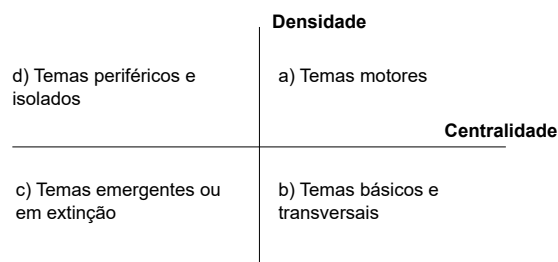 Densidade
d) Temas periféricos e
isolados
a) Temas motores
Centralidade
c) Temas emergentes ou
em extinção
b) Temas básicos e
transversais